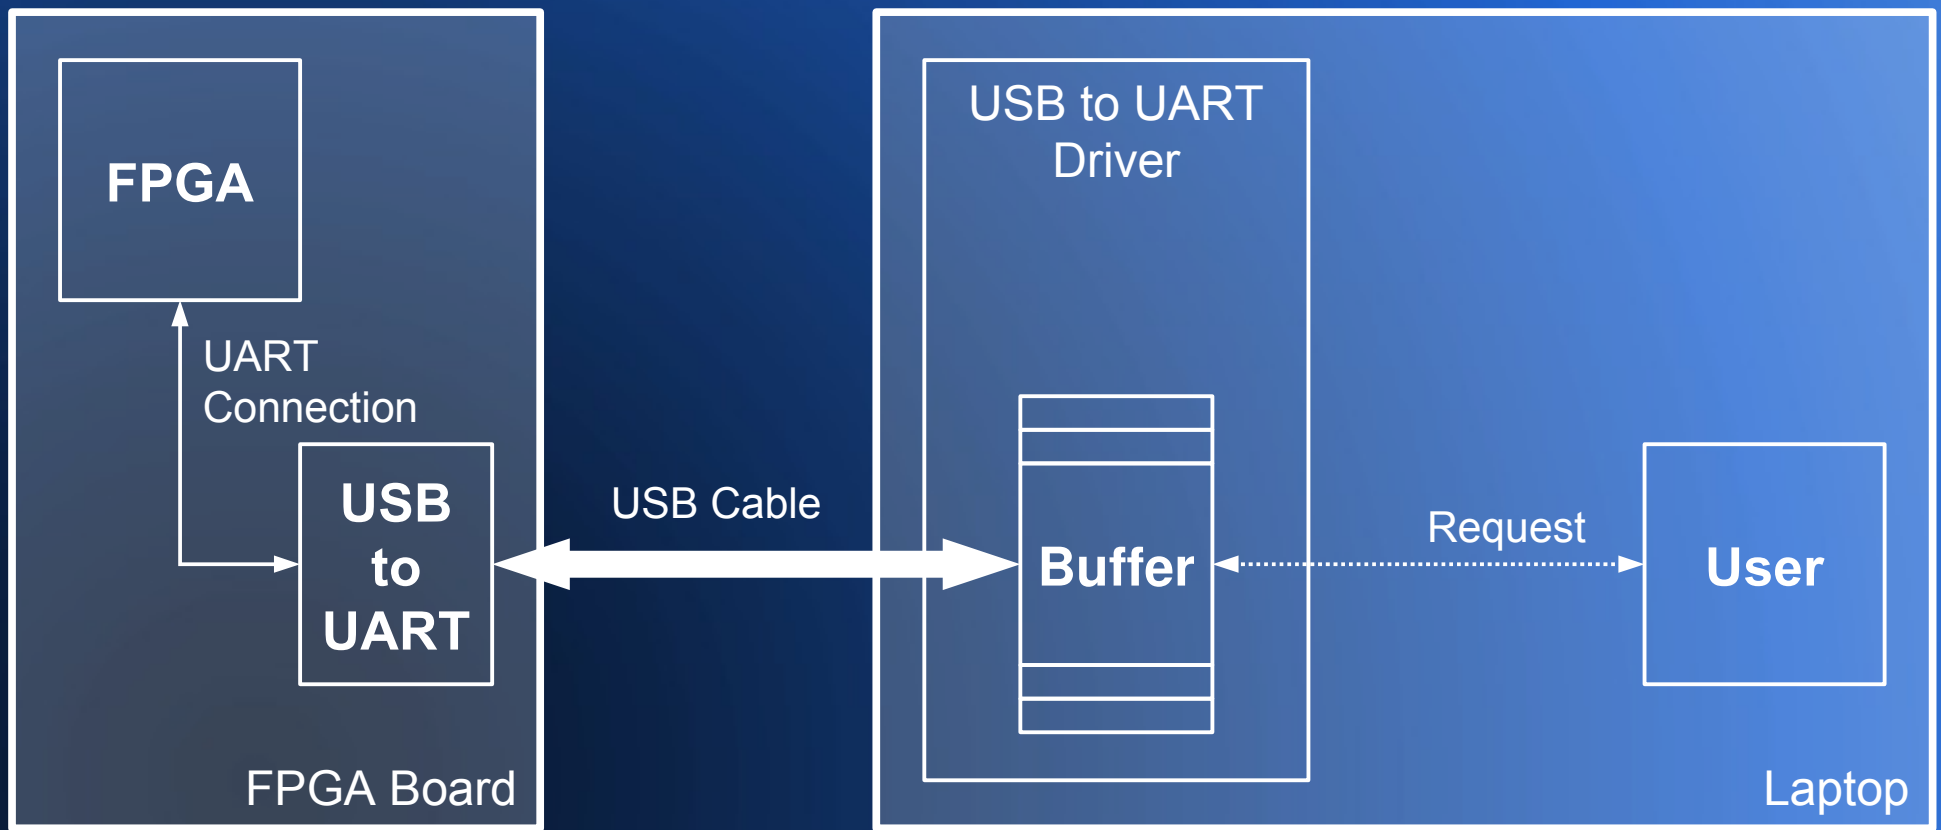 FPGA
UART
Connection
USB
to
UART
FPGA Board
USB Cable
USB to UART
Driver
Buffer
Request
User
Laptop